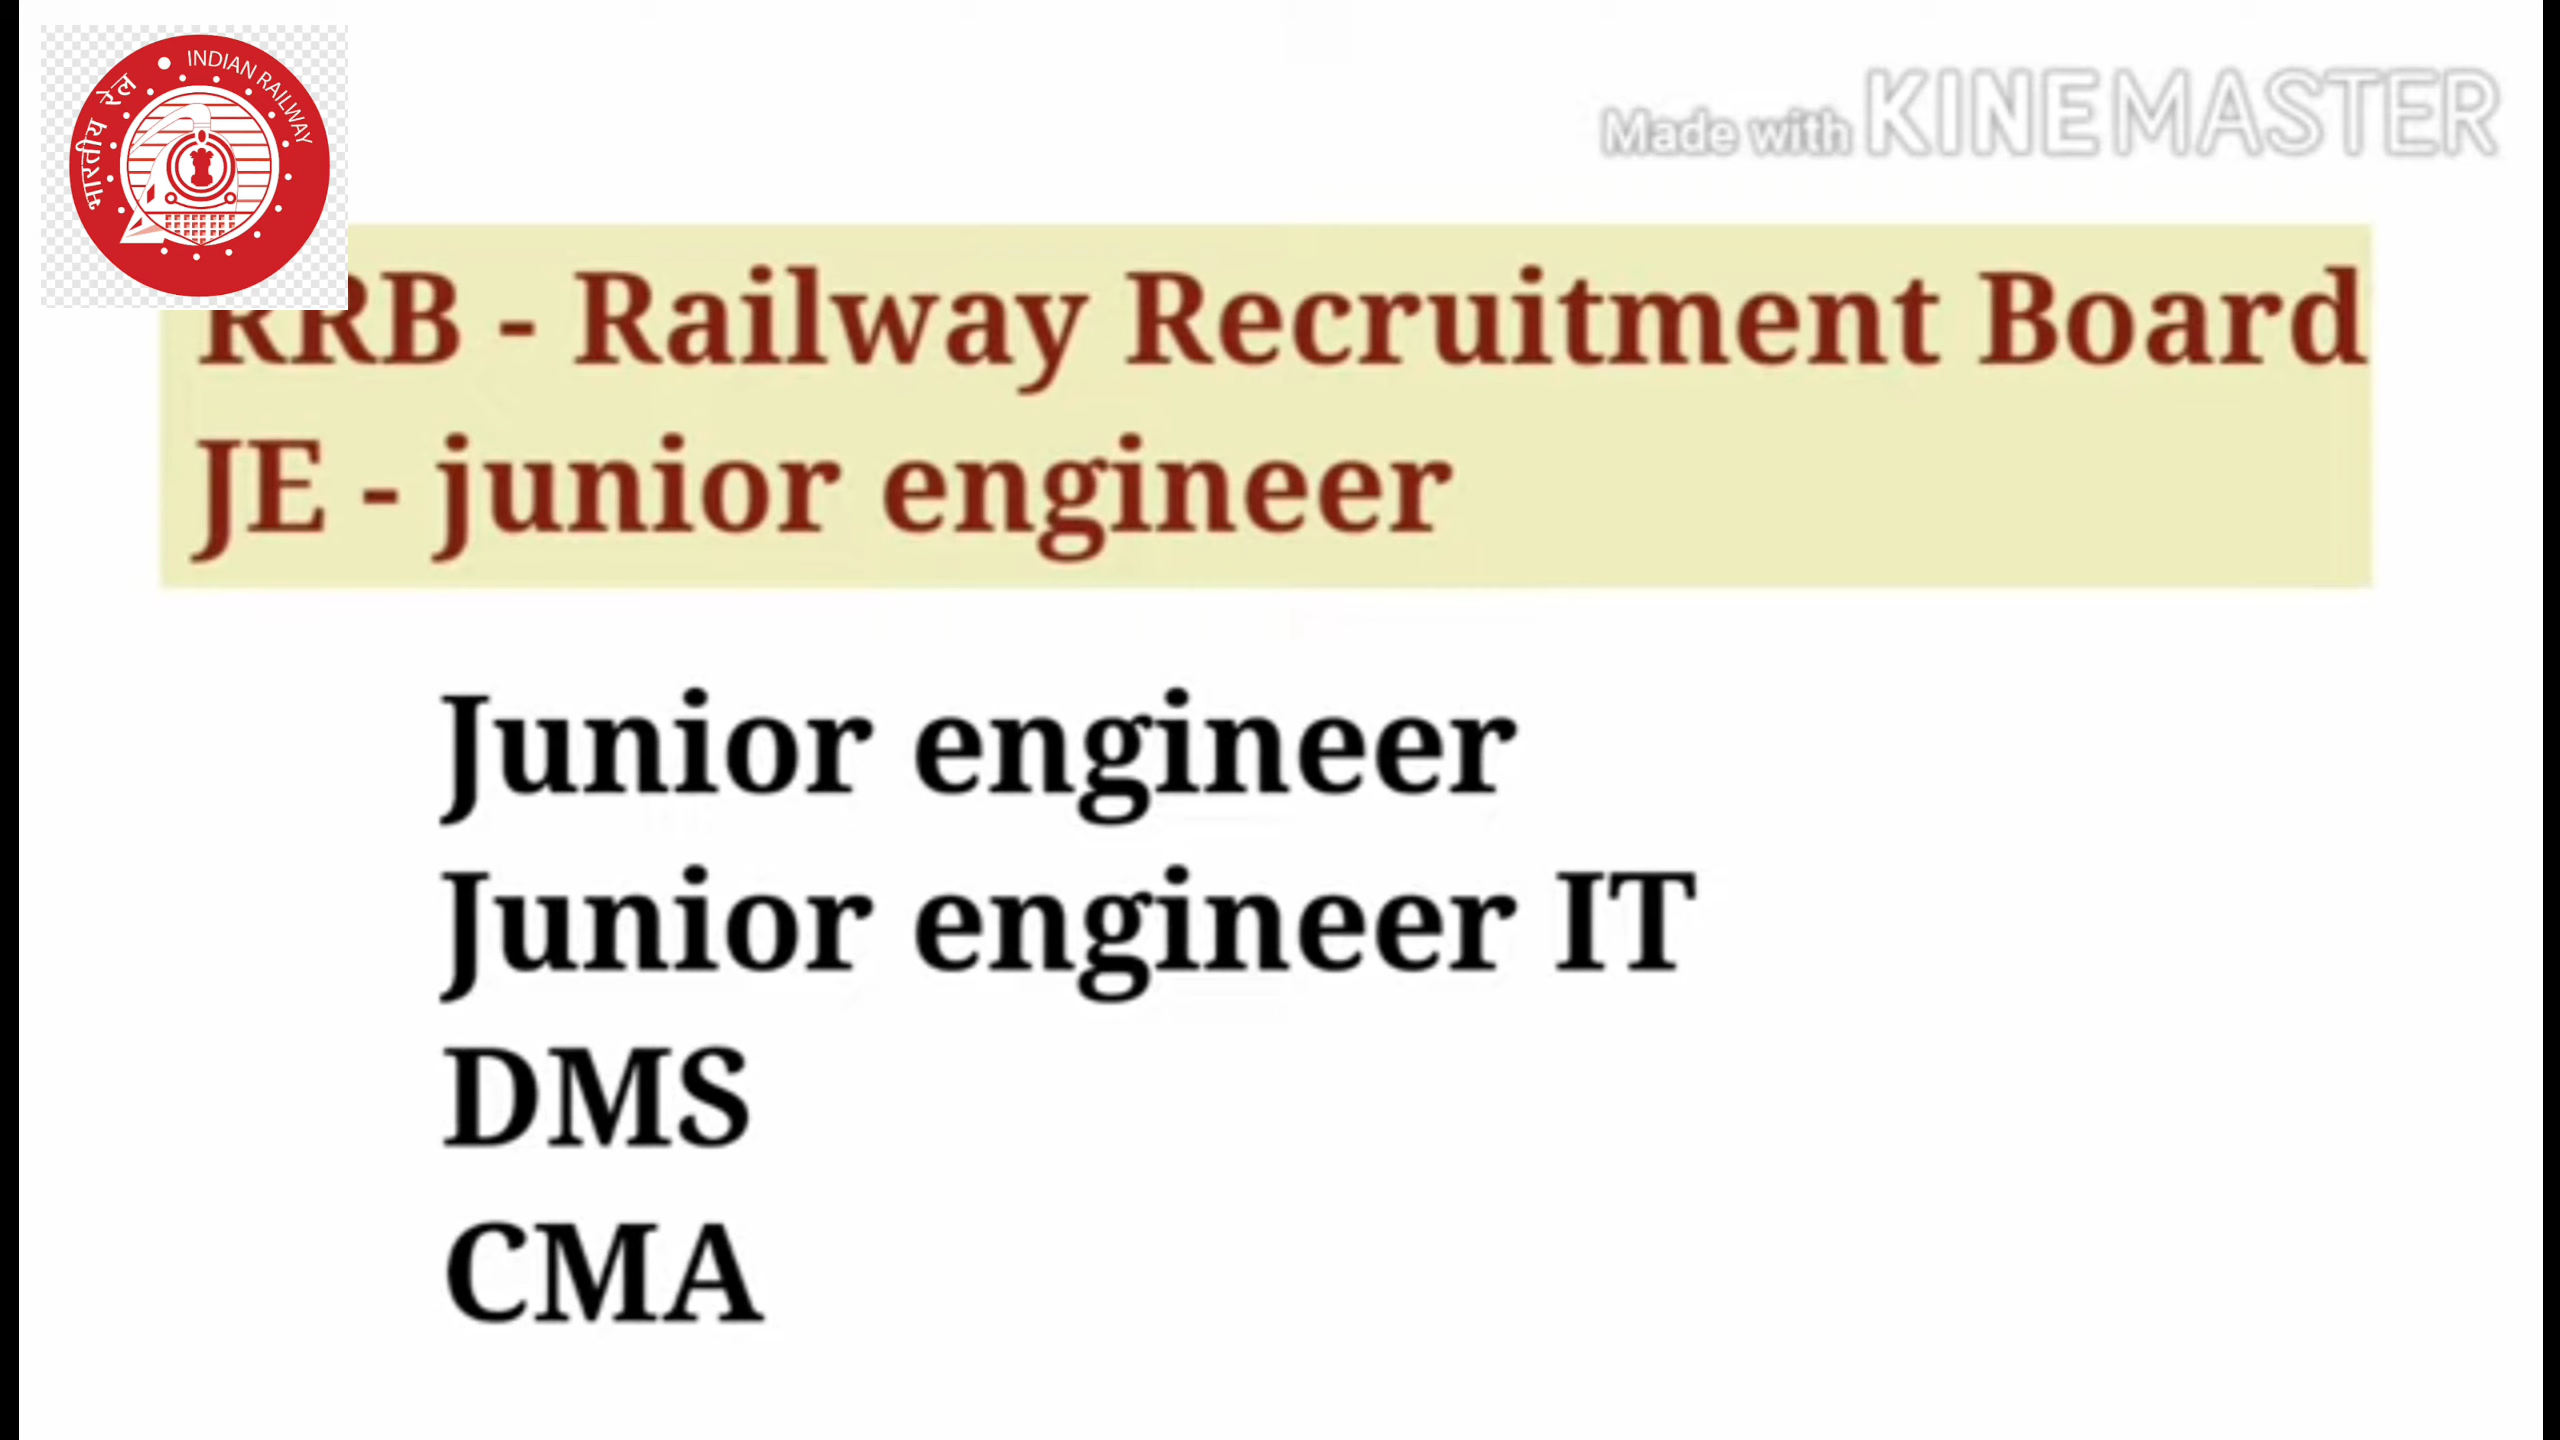 भारतीय रेल
INDIAN RAILWAY
Made with KINEMASTER
RRB - Railway Recruitment Board
JE - junior engineer
Junior engineer
Junior engineer IT
DMS
CMA